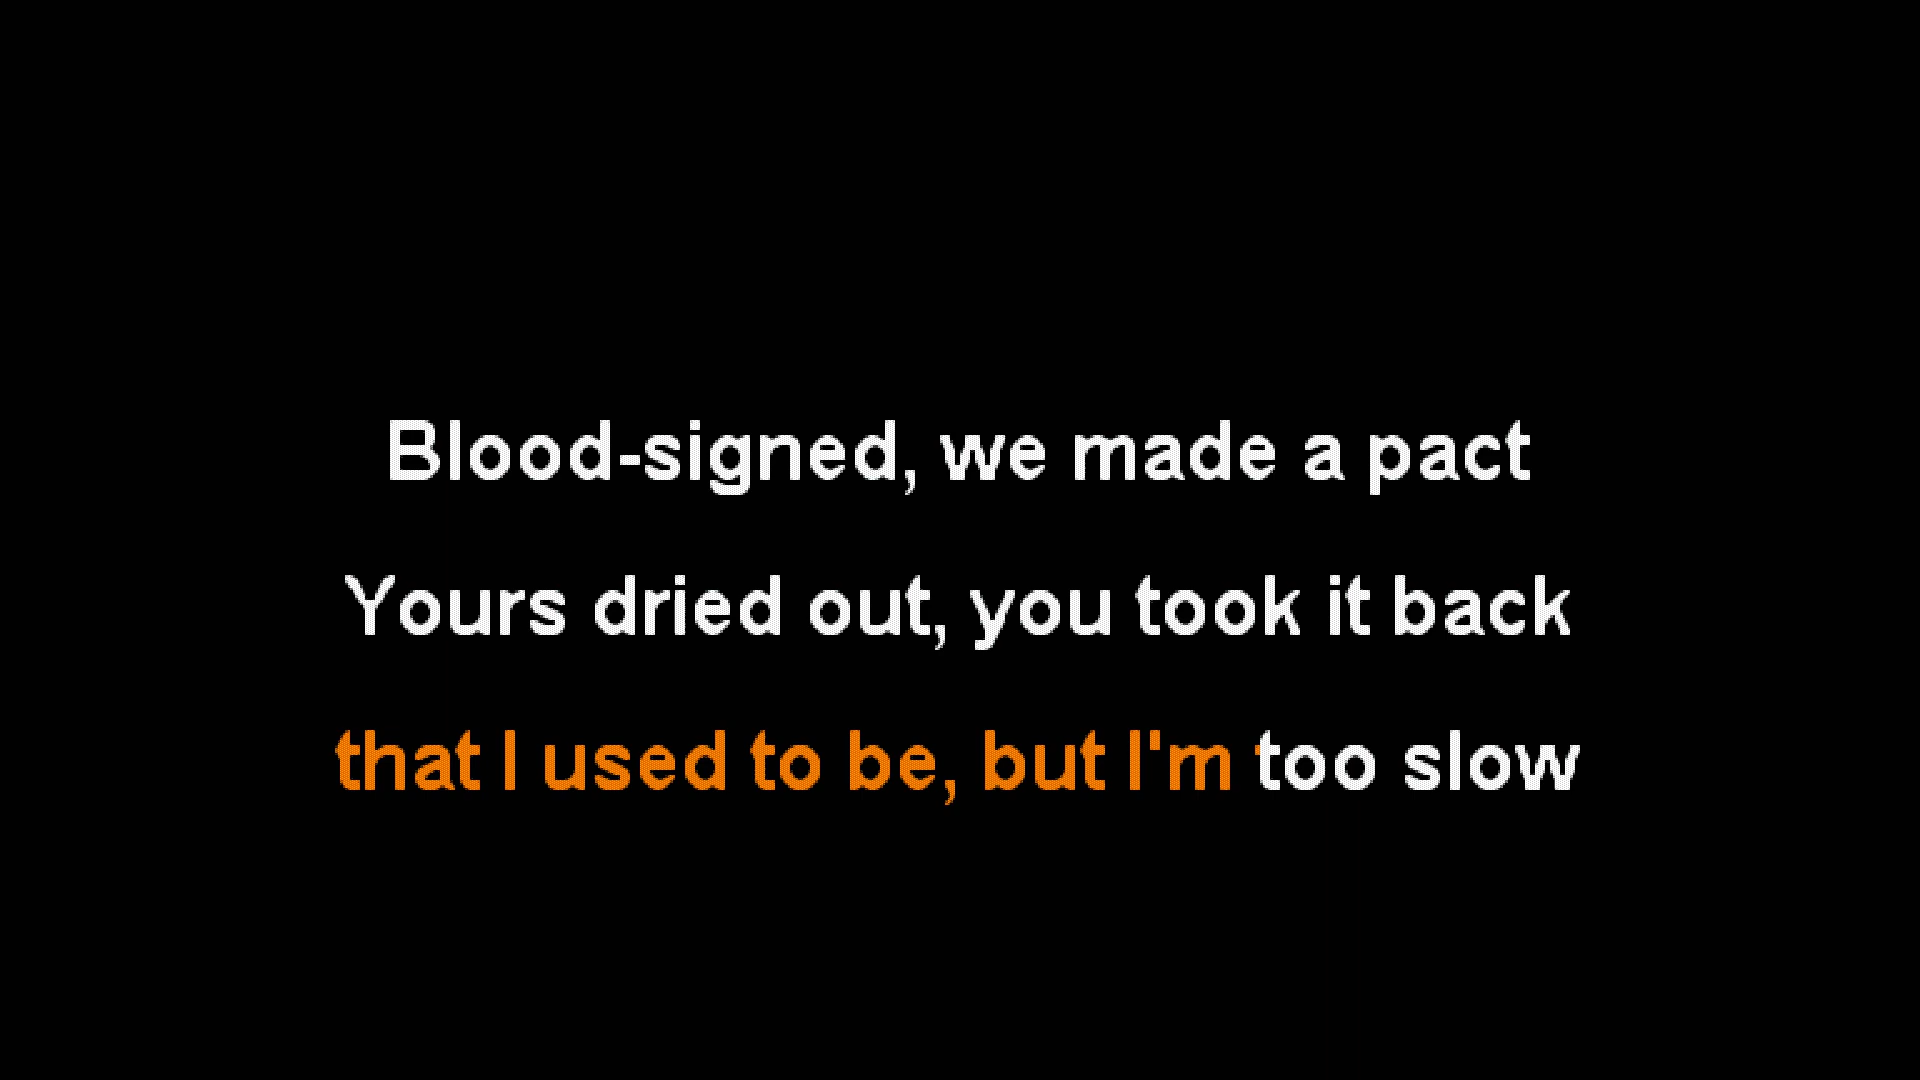 Blood-signed, we made a pact
Yours dried out, you took it back
that I used to be, but I'm too slow